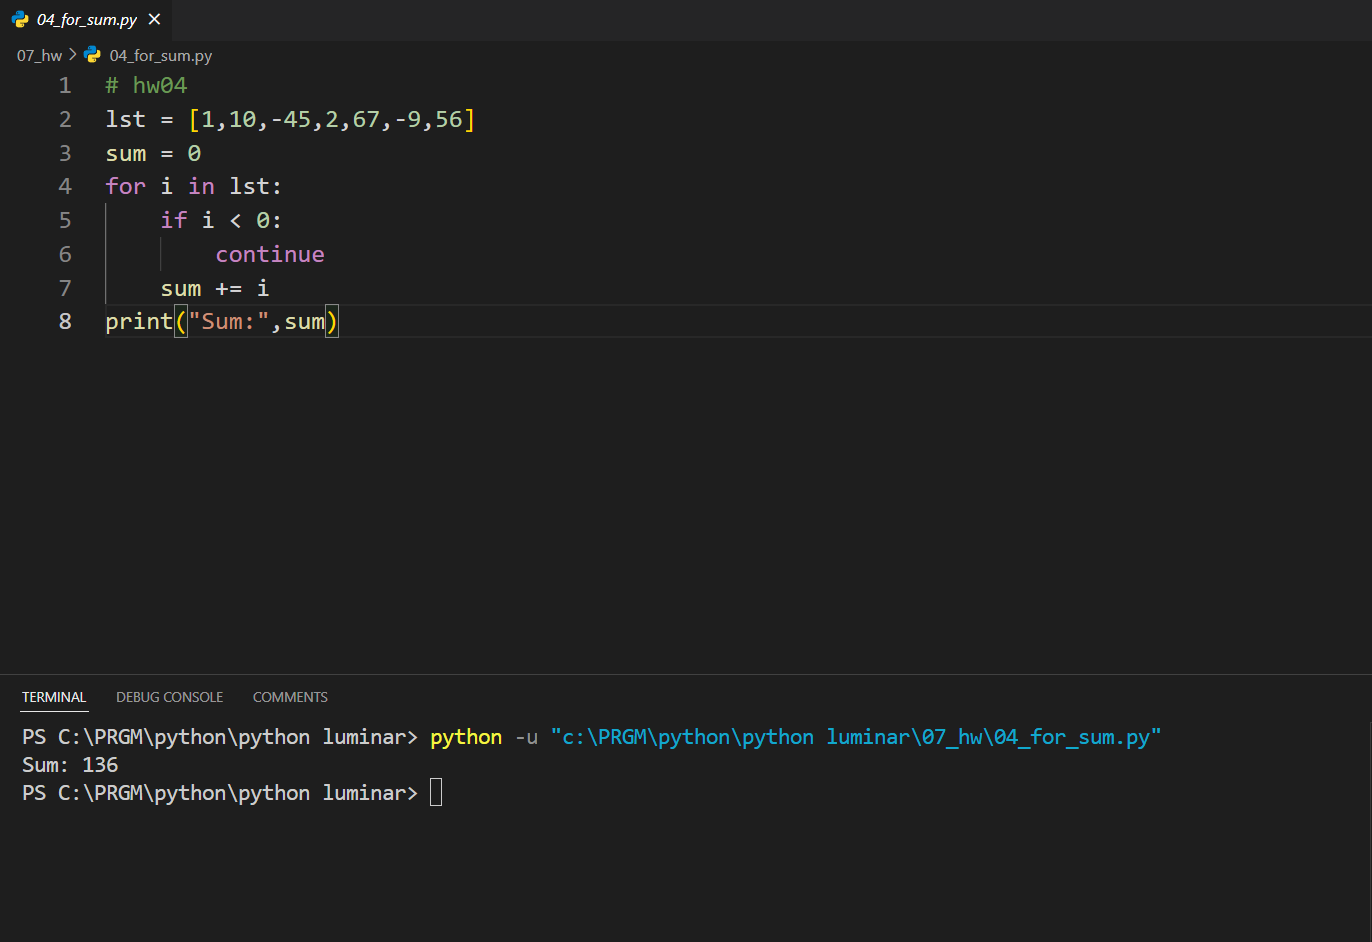 04_for_sum.py
07_hw > 04_for_sum.py
1 # hw04
2 lst = [1,10,-45,2,67,-9,56]
3 sum = 0
4 for i in lst:
5     if i < 0:
6         continue
7     sum += i
8 print("Sum:",sum)
TERMINAL DEBUG CONSOLE COMMENTS
PS C:\PRGM\python\python luminar> python -u "c:\PRGM\python\python luminar\07_hw\04_for_sum.py"
Sum: 136
PS C:\PRGM\python\python luminar>